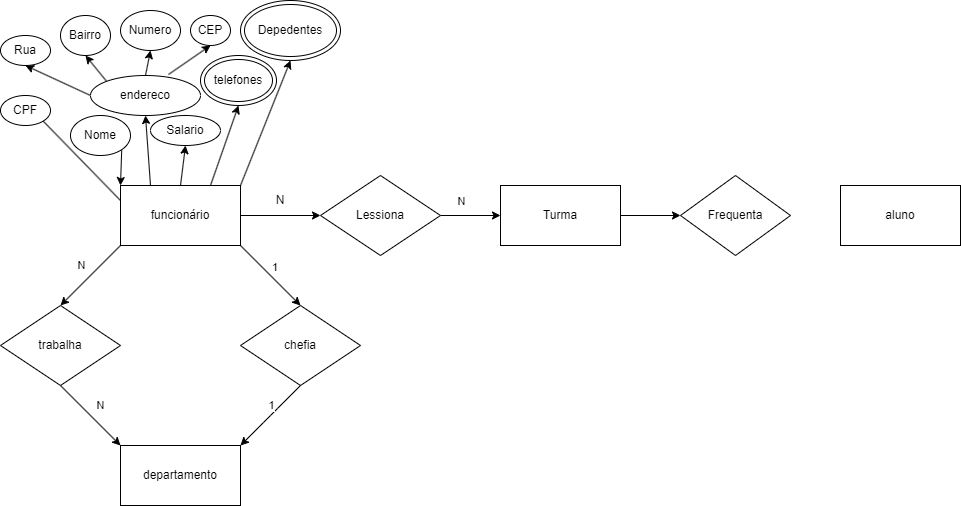 Depedentes
Numero
CEP
Bairro
Rua
telefones
endereco
CPF
Salario
Nome
funcionário
N
Lessiona
N
Turma
Frequenta
aluno
N
1
trabalha
chefia
N
1
departamento